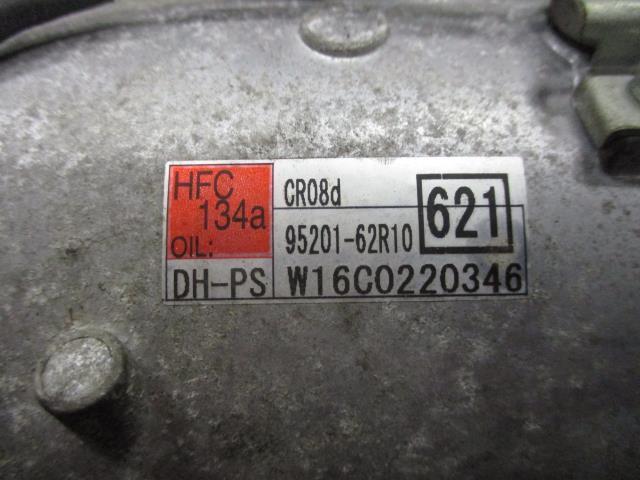 HFC
134a
OIL:
DH-PS
CR08d
95201-62R10
621
W16C0220346